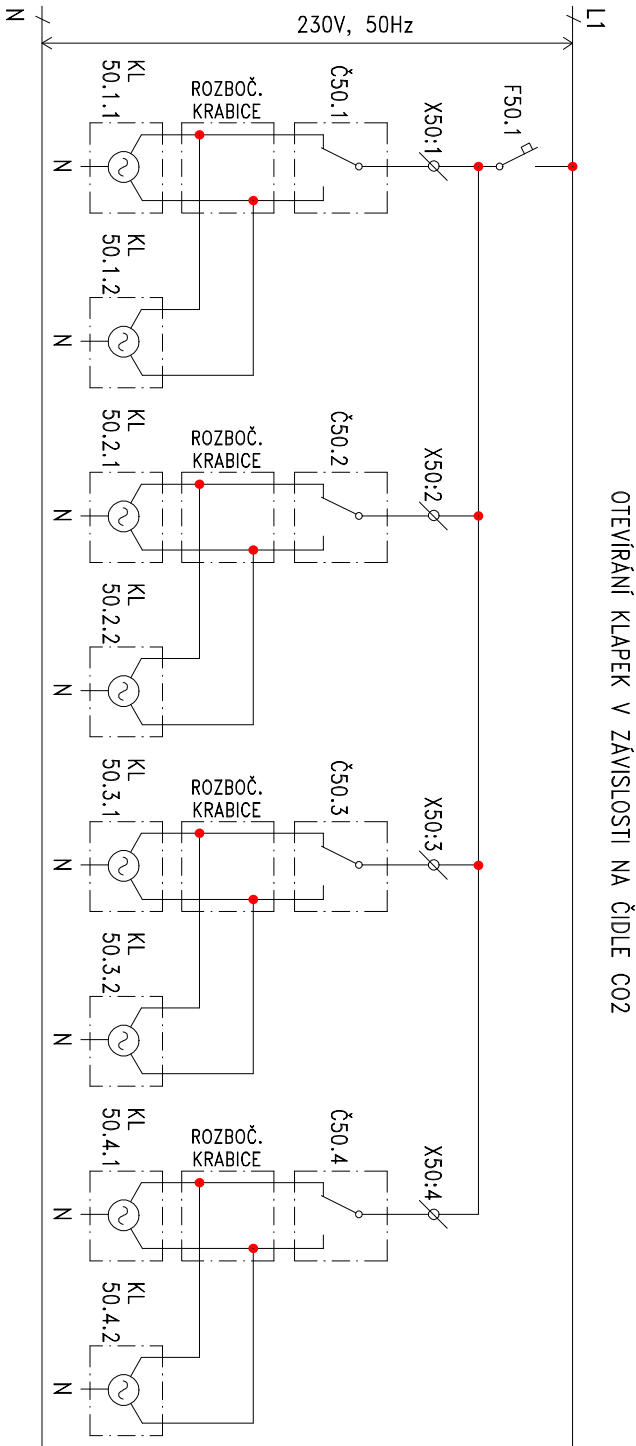 OTEVÍRÁNÍ KLAPEK V ZÁVISLOSTI NA ČIDLE CO2
L1
N
230V, 50Hz
F50.1
X50:1
Č50.1
ROZBOČ.
KRABICE
KL
50.1.1
N
KL
50.1.2
N
X50:2
Č50.2
ROZBOČ.
KRABICE
KL
50.2.1
N
KL
50.2.2
N
X50:3
Č50.3
ROZBOČ.
KRABICE
KL
50.3.1
N
KL
50.3.2
N
X50:4
Č50.4
ROZBOČ.
KRABICE
KL
50.4.1
N
KL
50.4.2
N